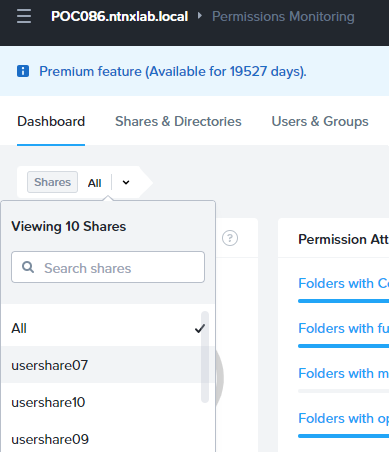 POC086.ntnxlab.local
Permissions Monitoring
Premium feature (Available for 19527 days).
Dashboard
Shares & Directories
Users & Groups
Shares
All
Viewing 10 Shares
?
Permission Att
Search shares
Folders with C
All
Folders with fu
usershare07
Folders with m
usershare10
Folders with op
usershare09